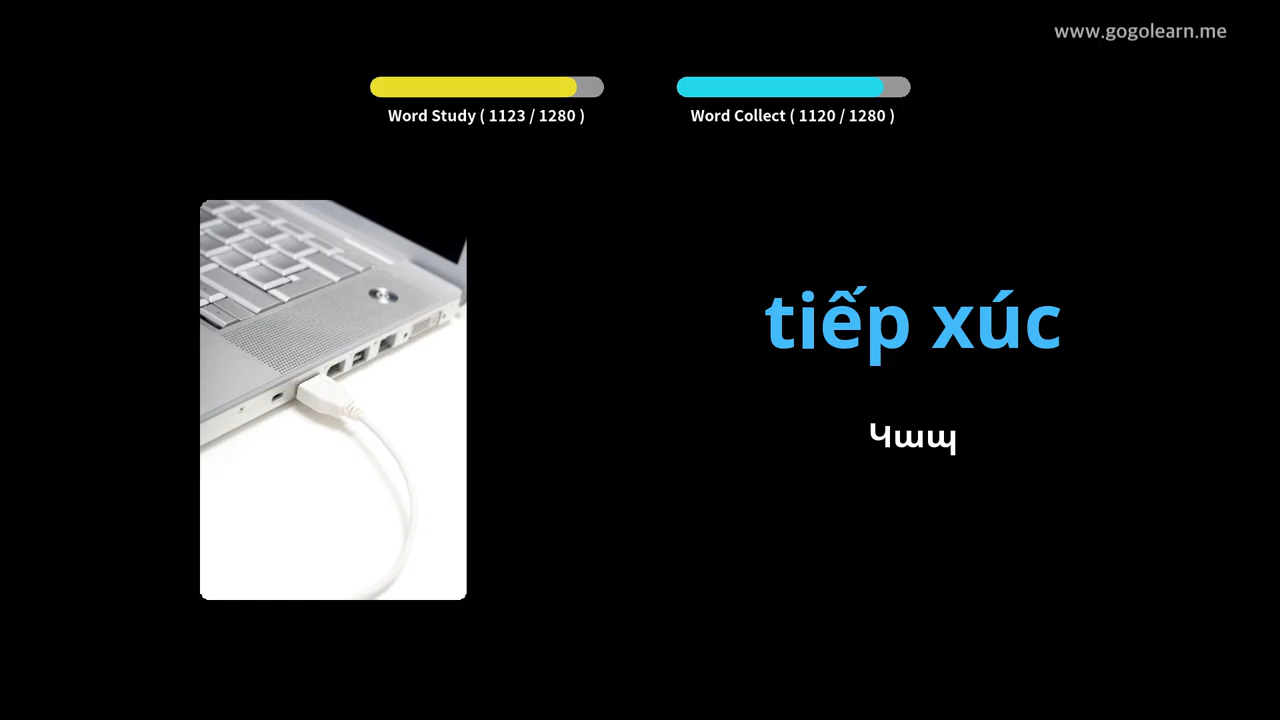 www.gogolearn.me
Word Study ( 1123 / 1280 )
Word Collect ( 1120 / 1280 )
tiếp xúc
Կապ